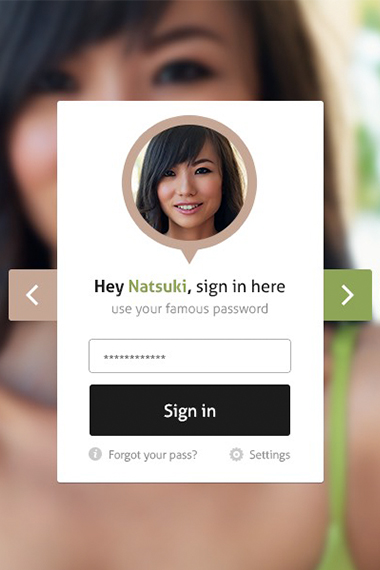 Hey Natsuki, sign in here
use your famous password
************
Sign in
Forgot your pass? Settings